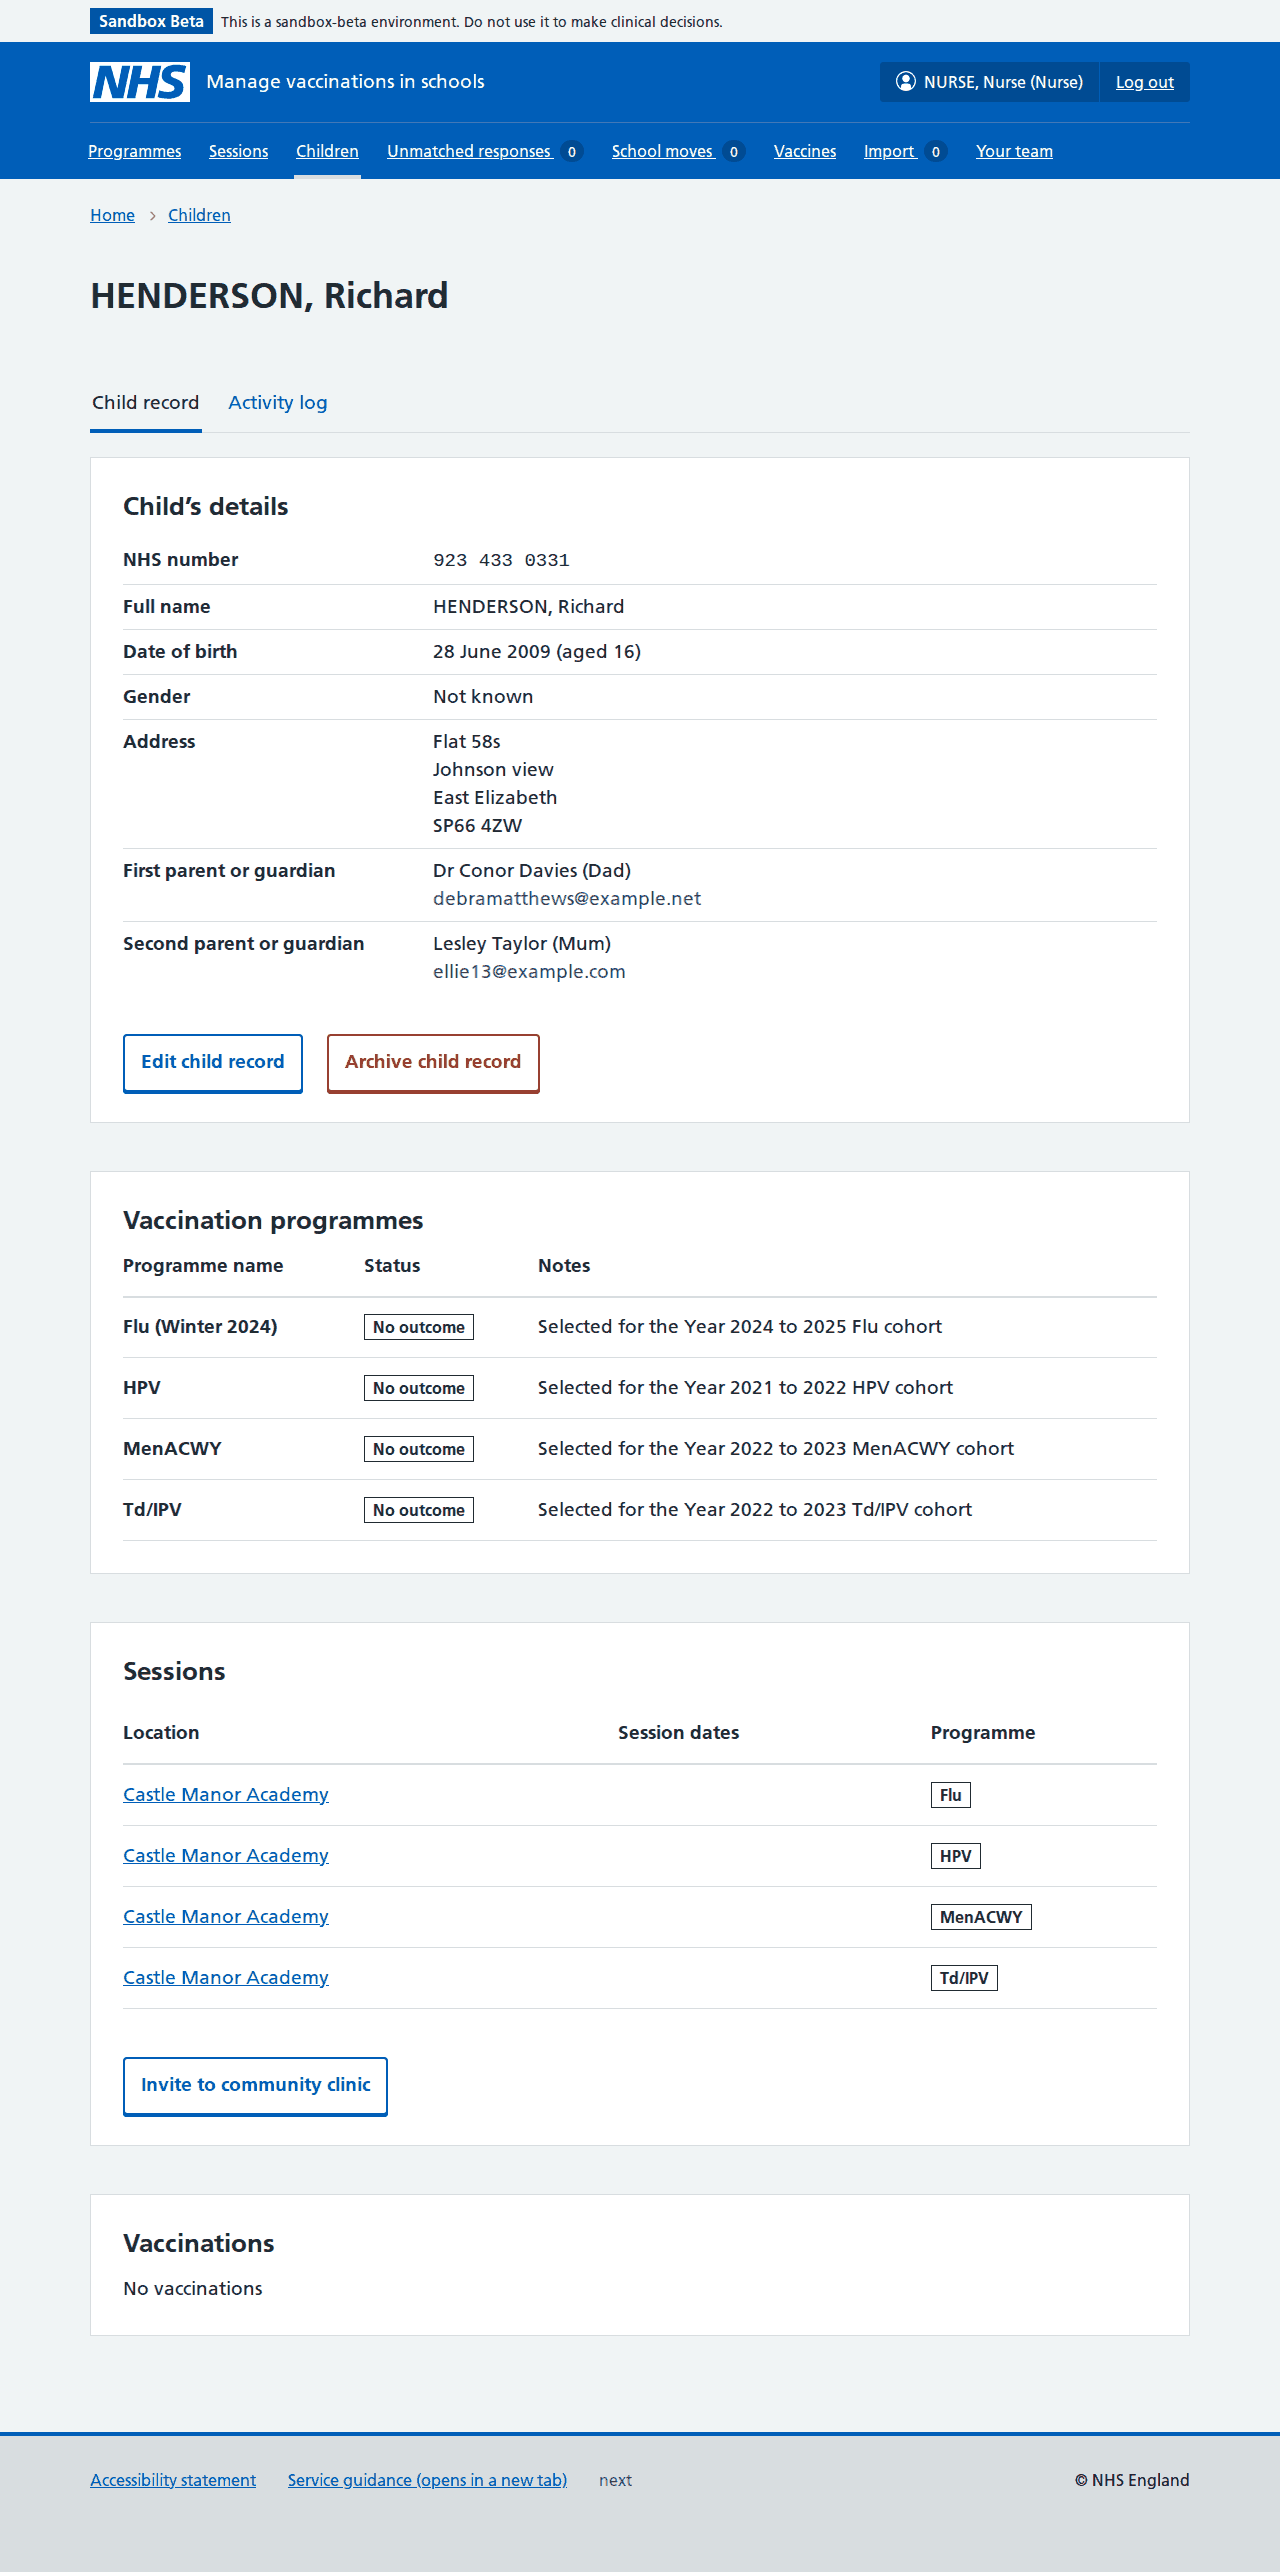 Sandbox Beta This is a sandbox-beta environment. Do not use it to make clinical decisions.
NHS Manage vaccinations in schools NURSE, Nurse (Nurse) Log out
Programmes Sessions Children Unmatched responses 0 School moves 0 Vaccines Import 0 Your team
Home Children
HENDERSON, Richard
Child record Activity log
Child’s details
NHS number 923 433 0331
Full name HENDERSON, Richard
Date of birth 28 June 2009 (aged 16)
Gender Not known
Address Flat 58s
Johnson view
East Elizabeth
SP66 4ZW
First parent or guardian Dr Conor Davies (Dad)
debramatthews@example.net
Second parent or guardian Lesley Taylor (Mum)
ellie13@example.com
Edit child record Archive child record
Vaccination programmes
Programme name Status Notes
Flu (Winter 2024) No outcome Selected for the Year 2024 to 2025 Flu cohort
HPV No outcome Selected for the Year 2021 to 2022 HPV cohort
MenACWY No outcome Selected for the Year 2022 to 2023 MenACWY cohort
Td/IPV No outcome Selected for the Year 2022 to 2023 Td/IPV cohort
Sessions
Location Session dates Programme
Castle Manor Academy Flu
Castle Manor Academy HPV
Castle Manor Academy MenACWY
Castle Manor Academy Td/IPV
Invite to community clinic
Vaccinations
No vaccinations
Accessibility statement Service guidance (opens in a new tab) next © NHS England